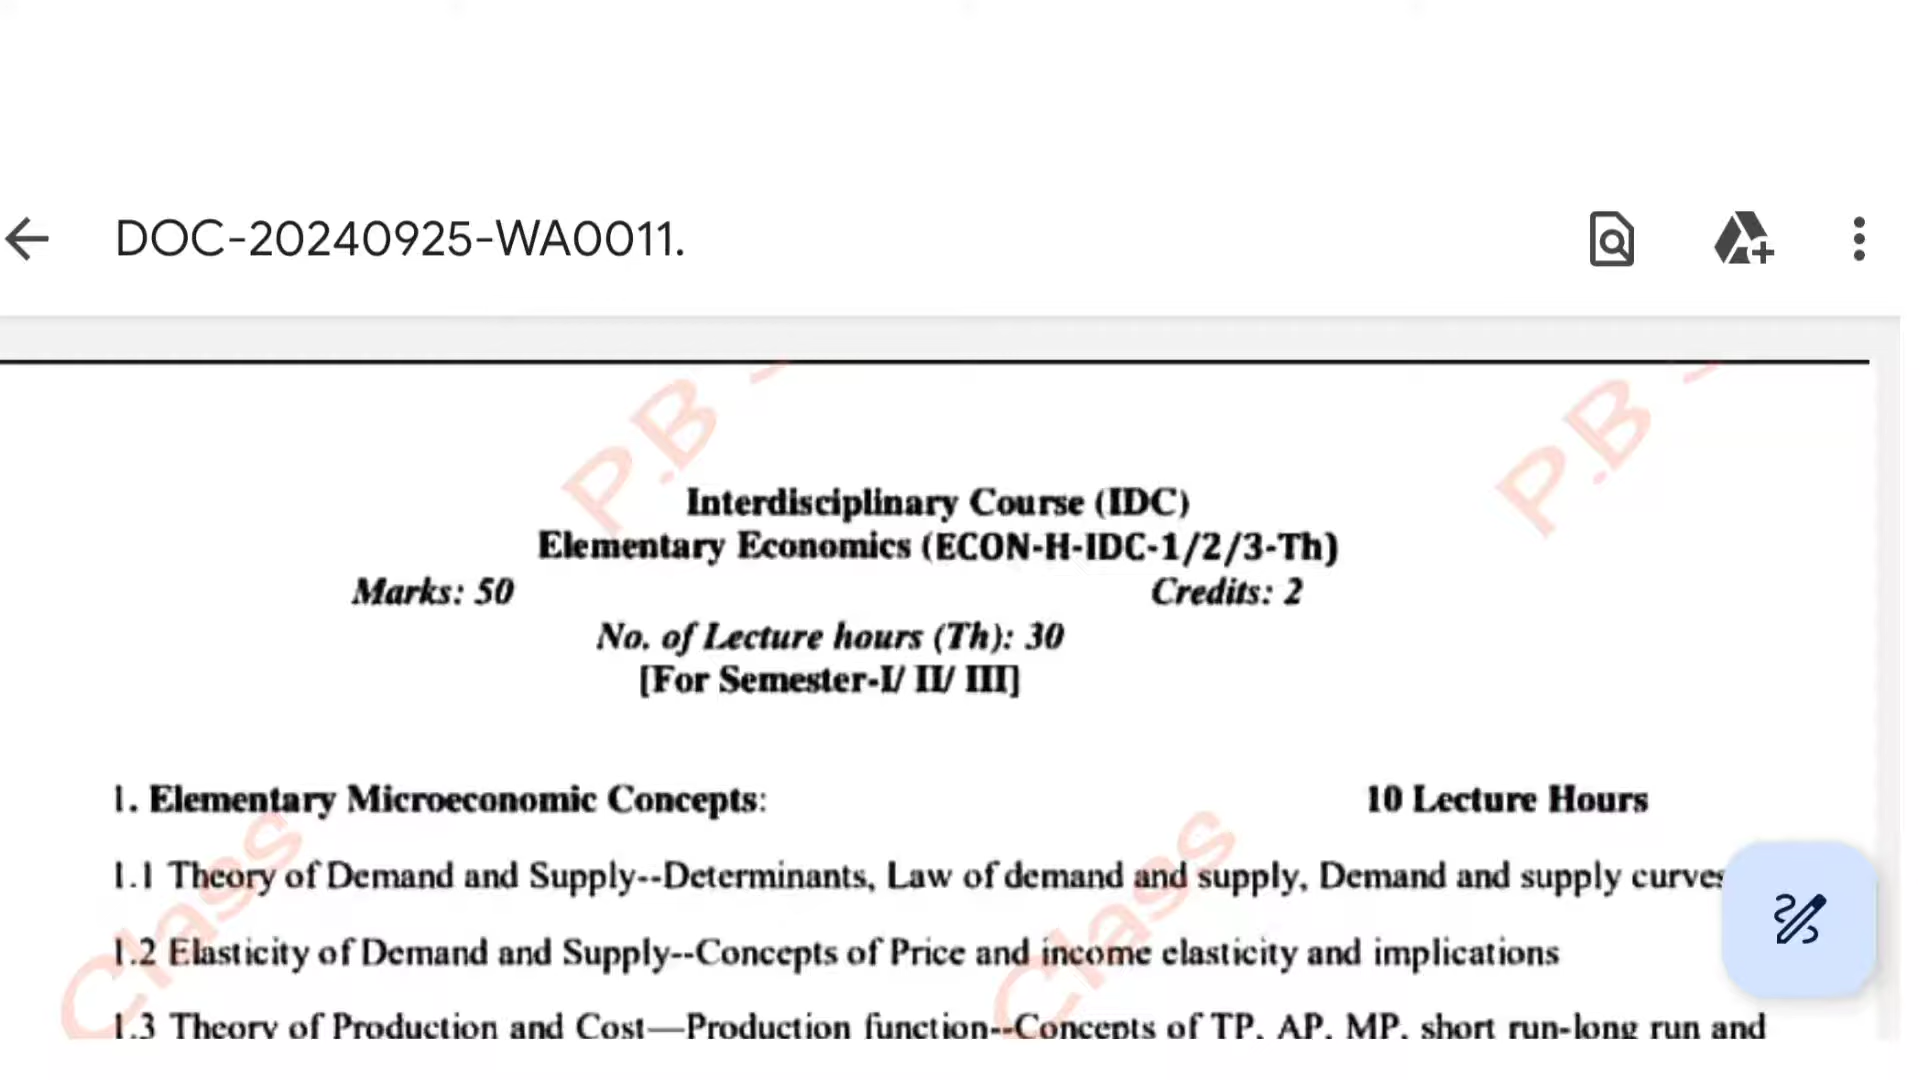 DOC-20240925-WA0011.
P.B -
P.B -
Interdisciplinary Course (IDC)
Elementary Economics (ECON-H-IDC-1/2/3-Th)
Marks: 50 Credits: 2
No. of Lecture hours (Th): 30
[For Semester-I/ II/ III]
1. Elementary Microeconomic Concepts: 10 Lecture Hours
1.1 Theory of Demand and Supply--Determinants, Law of demand and supply, Demand and supply curves
1.2 Elasticity of Demand and Supply--Concepts of Price and income elasticity and implications
1.3 Theory of Production and Cost—Production function--Concepts of TP, AP, MP, short run-long run and
Class
Class